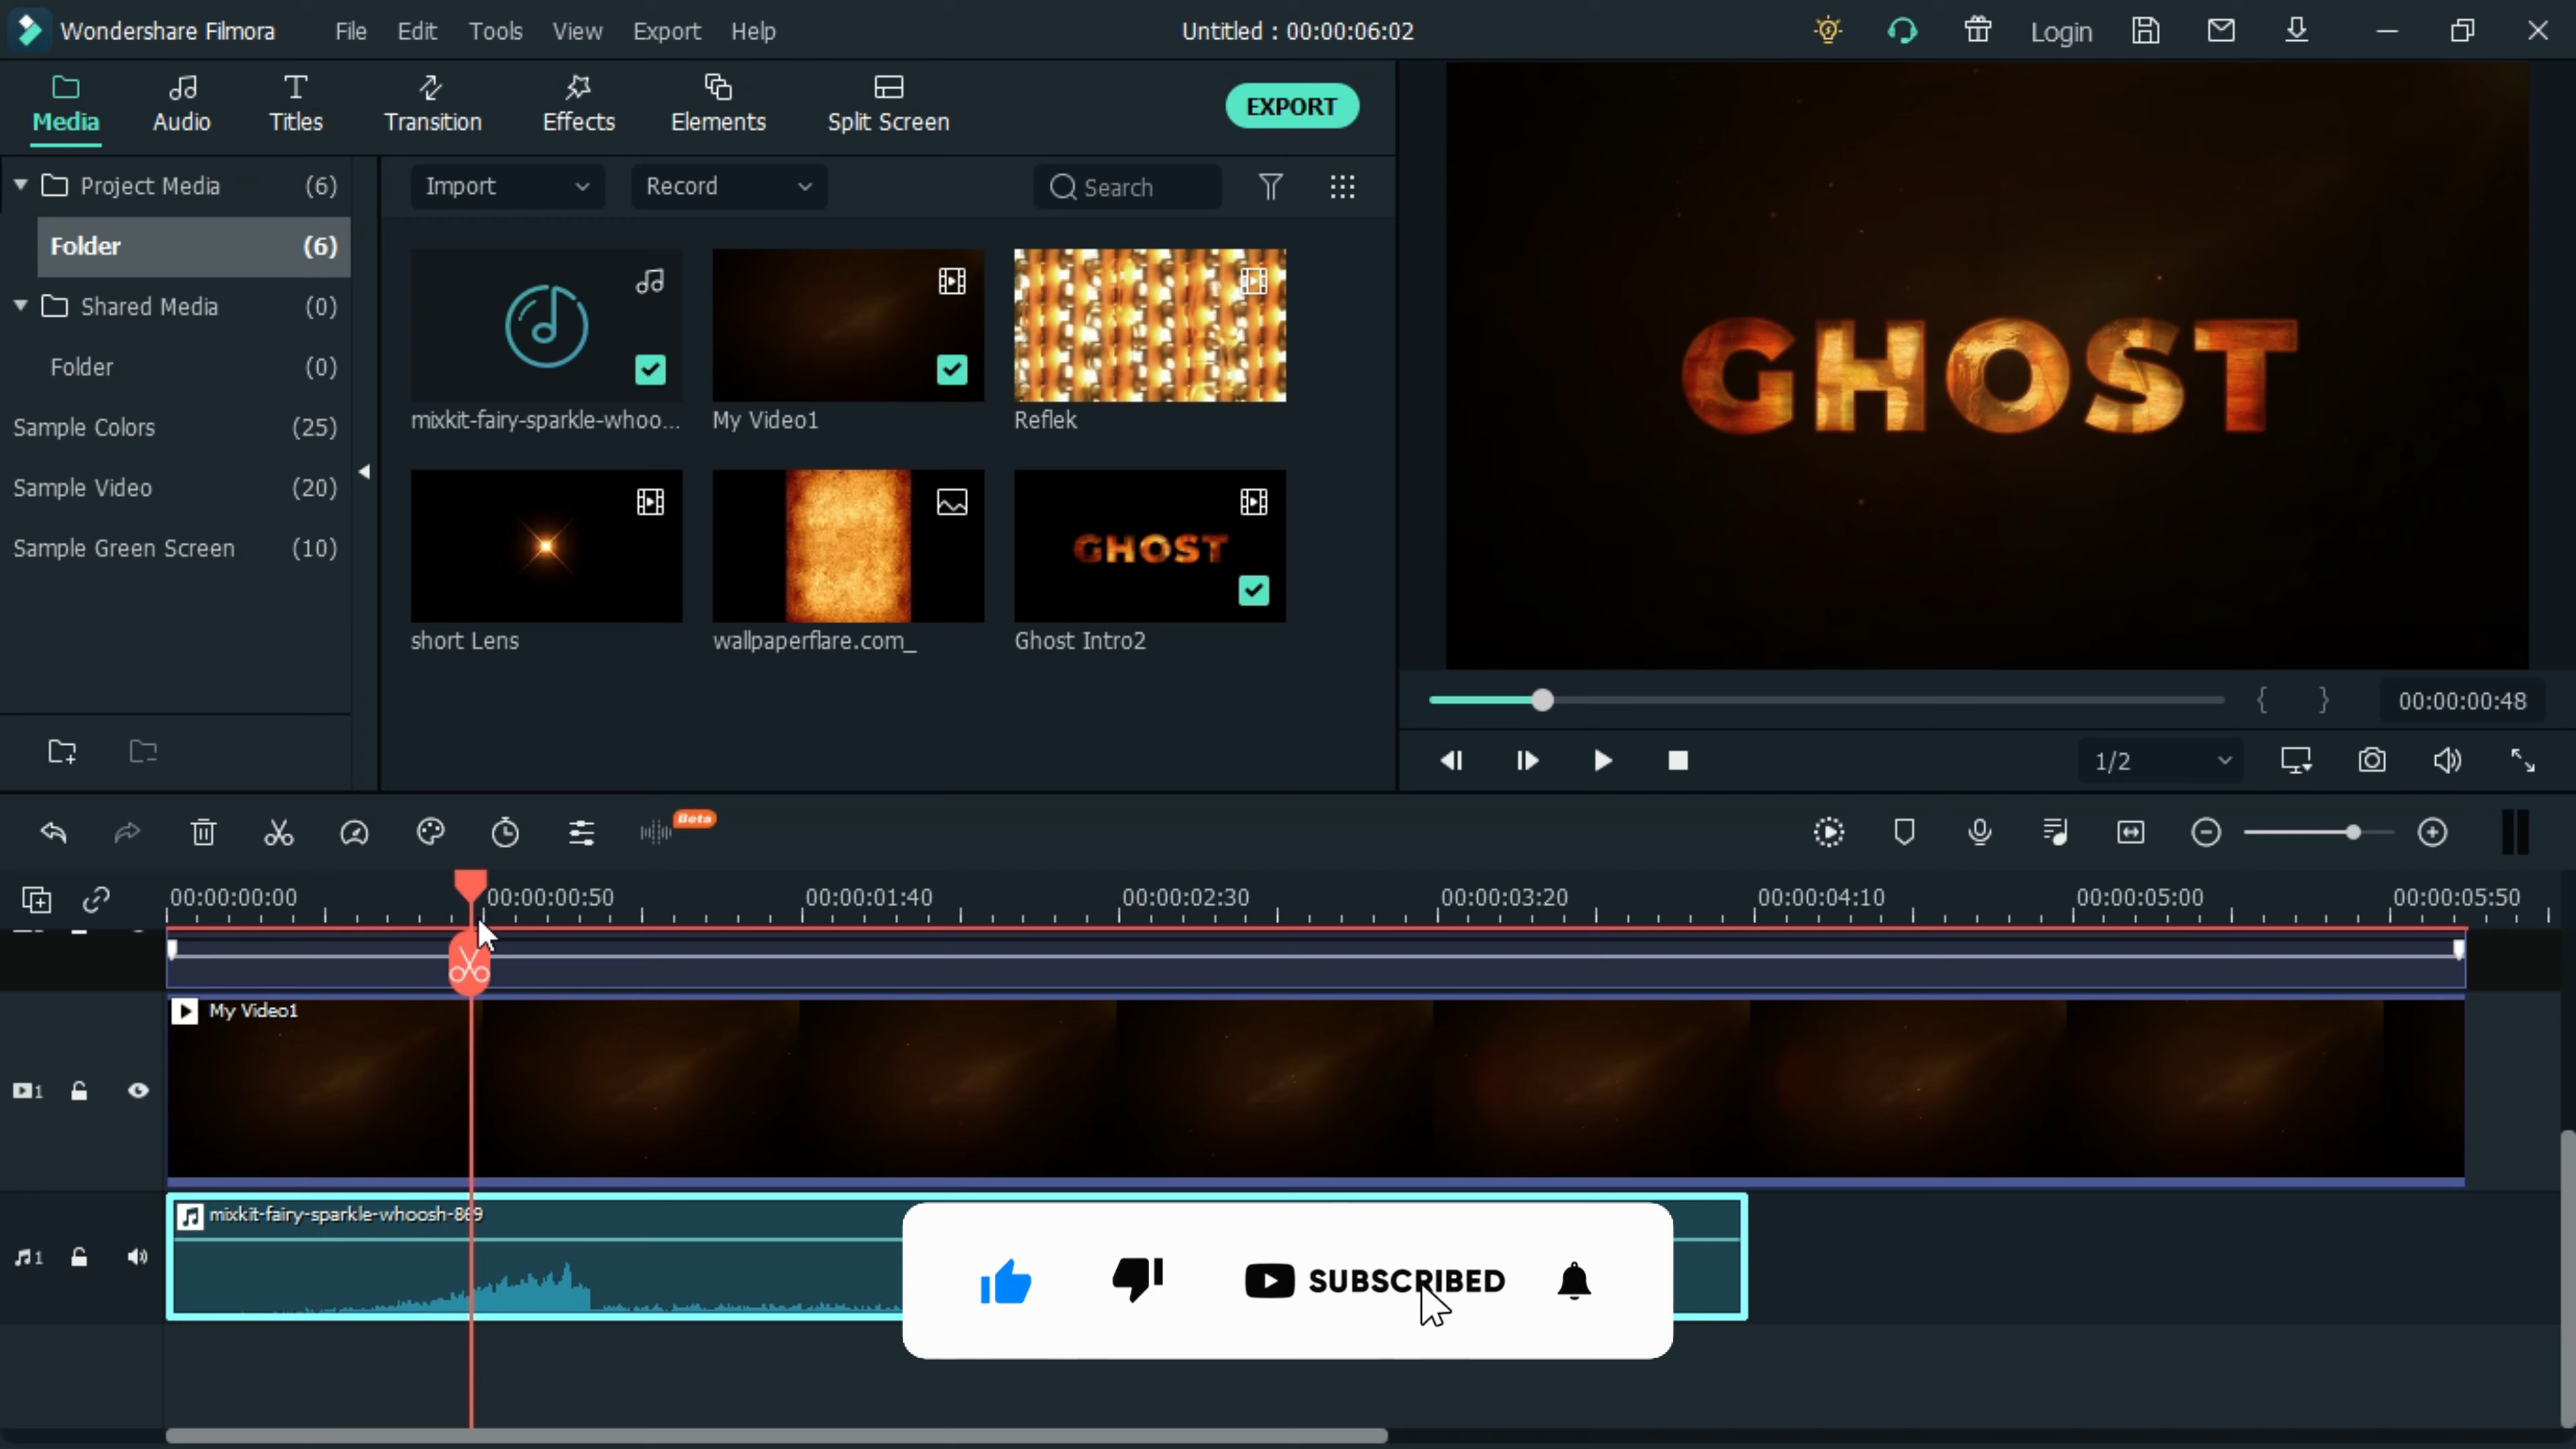 Wondershare Filmora File Edit Tools View Export Help Untitled : 00:00:06:02 Login
Media Audio Titles Transition Effects Elements Split Screen EXPORT
Project Media (6)
Folder (6)
Shared Media (0)
Folder (0)
Sample Colors (25)
Sample Video (20)
Sample Green Screen (10)
Import Record Search
mixkit-fairy-sparkle-whoo... My Video1 Reflek
GHOST
short Lens wallpaperflare.com_ Ghost Intro2
GHOST
00:00:00:48
1/2
Beta
00:00:00:00 00:00:00:50 00:00:01:40 00:00:02:30 00:00:03:20 00:00:04:10 00:00:05:00 00:00:05:50
My Video1
1
mixkit-fairy-sparkle-whoosh-869
1
SUBSCRIBED